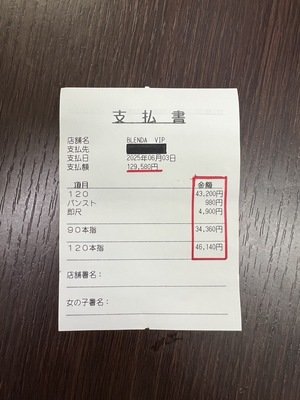 支払書
店舗名 BLENDA VIP
支払先
支払日 2025年06月03日
支払額 129,580円
項目 金額
120 43,200円
パンスト 980円
即尺 4,900円
90本指 34,360円
120本指 46,140円
店舗署名:
女の子署名: